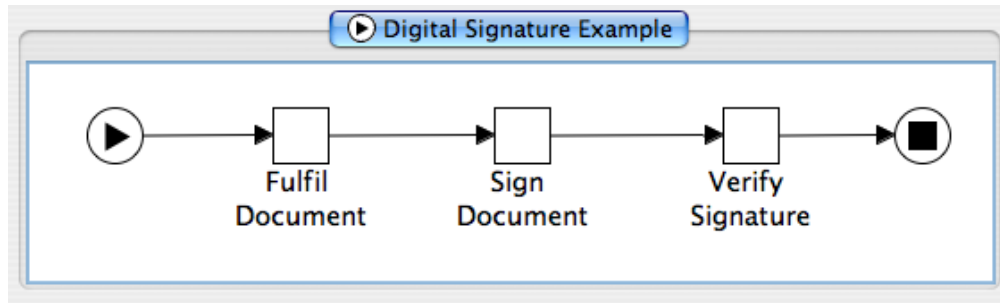 Digital Signature Example
Fulfil
Document
Sign
Document
Verify
Signature